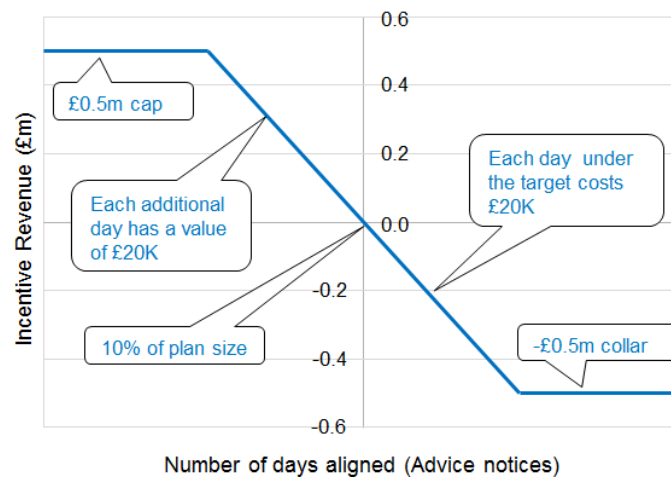 0.6
£0.5m cap
0.4
Incentive Revenue (£m)
0.2
Each day under
the target costs
£20K
Each additional
day has a value
of £20K
0.0
-0.2
10% of plan size
-£0.5m collar
-0.4
-0.6
Number of days aligned (Advice notices)